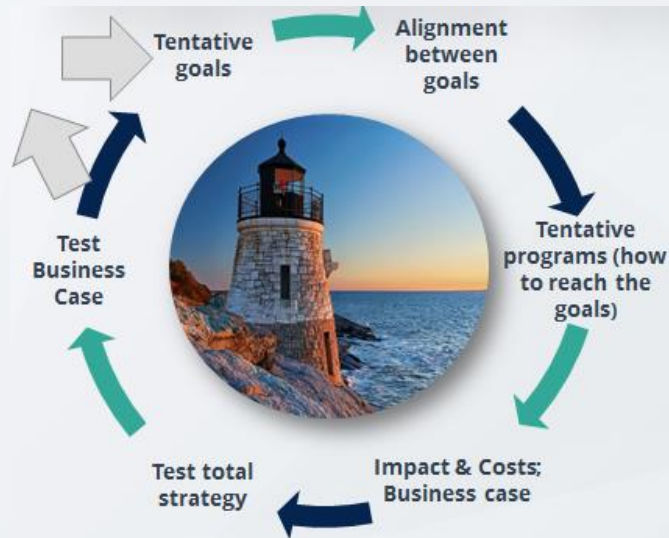 Tentative
goals
Alignment
between
goals
Tentative
programs (how
to reach the
goals)
Impact & Costs;
Business case
Test total
strategy
Test
Business
Case